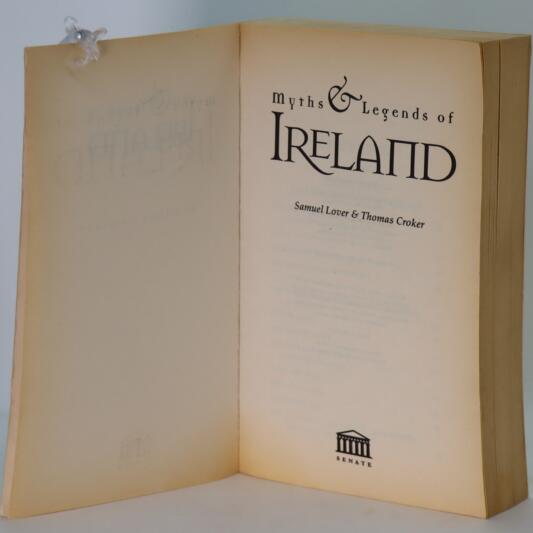 Myths & Legends of
IRELAND
Samuel Lover & Thomas Croker
SENATE